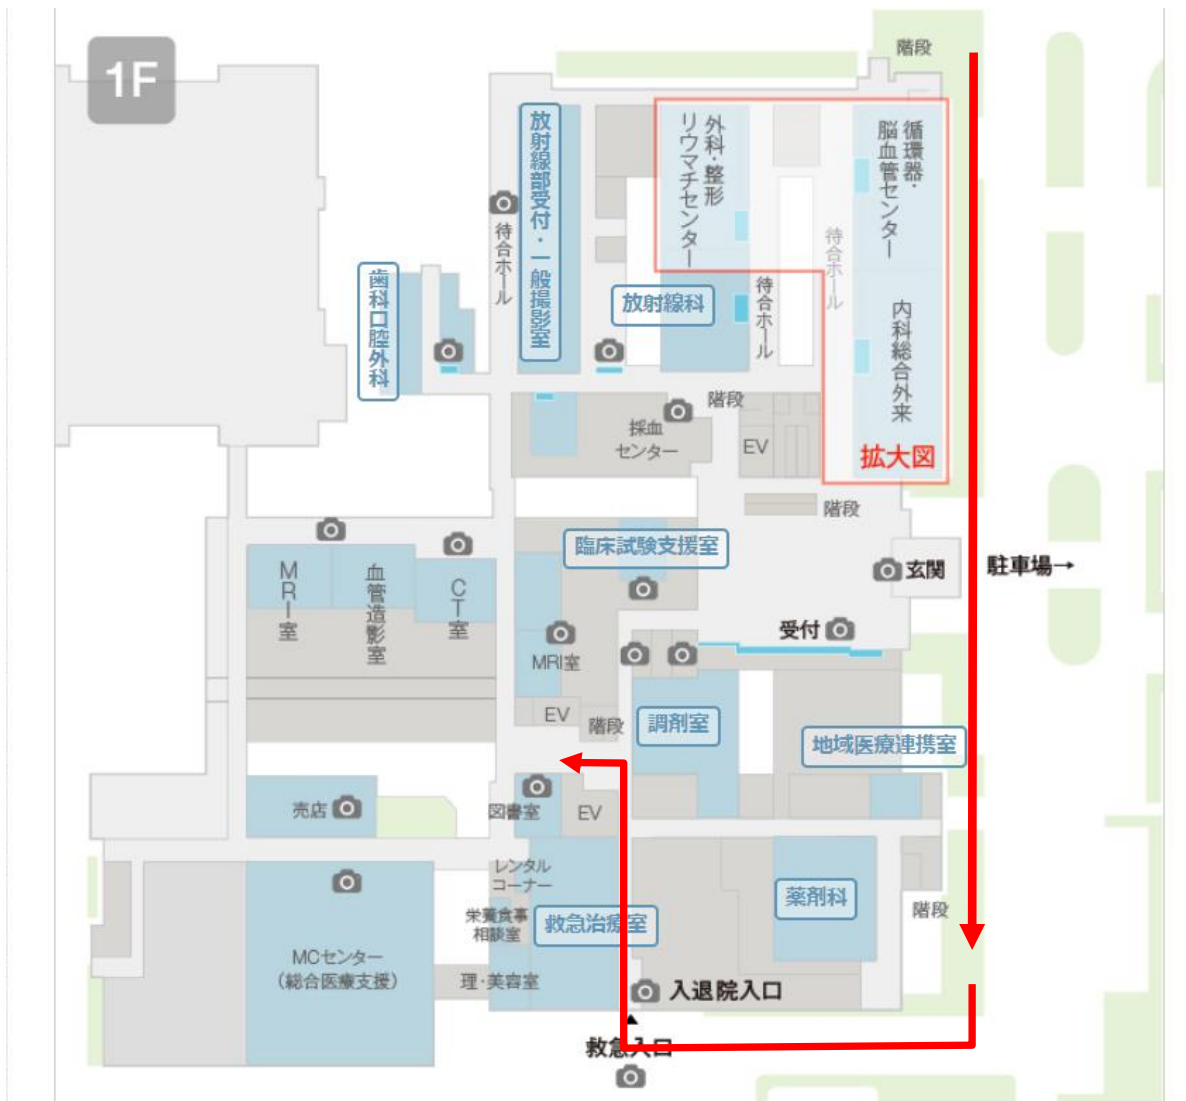 1F
階段
放射線部受付・一般撮影室
外科・整形
リウマチセンター
循環器・
脳血管センター
待合ホール
待合ホール
待合ホール
歯科口腔外科
放射線科
内科総合外来
拡大図
階段
採血
センター
EV
階段
臨床試験支援室
玄関
駐車場→
MRI室
血管造影室
CT室
受付
MRI室
EV
階段
調剤室
地域医療連携室
売店
図書室
EV
レンタル
コーナー
薬剤科
階段
栄養食事
相談室
救急治療室
MCセンター
(総合医療支援)
理・美容室
入退院入口
救急入口